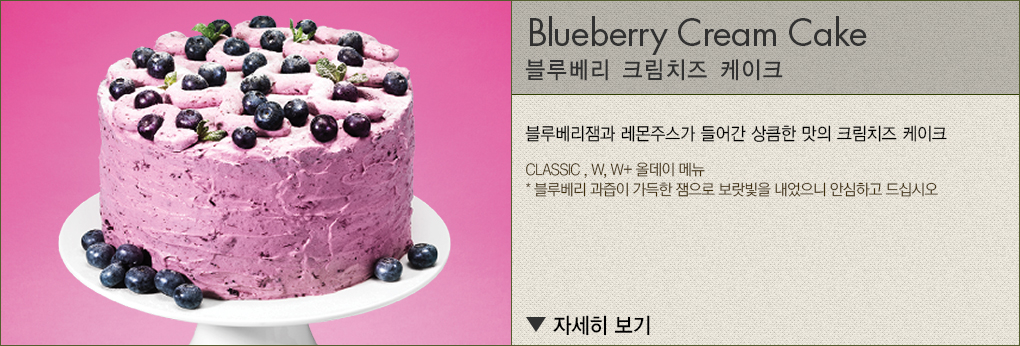 Blueberry Cream Cake
블루베리 크림치즈 케이크
블루베리잼과 레몬주스가 들어간 상큼한 맛의 크림치즈 케이크
CLASSIC , W, W+ 올데이 메뉴
* 블루베리 과즙이 가득한 잼으로 보랏빛을 내었으니 안심하고 드십시오
▼ 자세히 보기